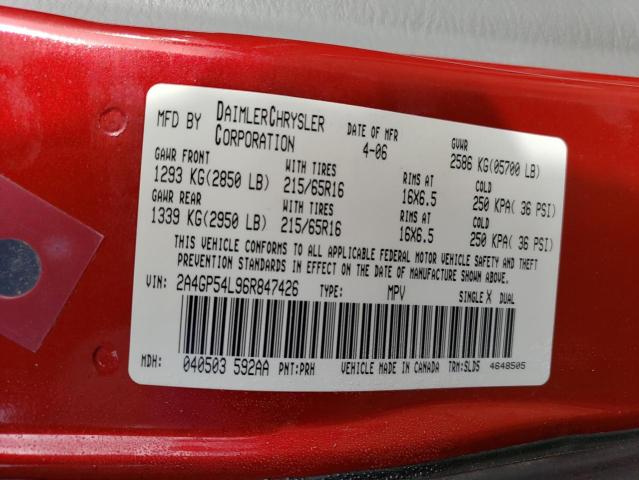 MFD BY DAIMLERCHRYSLER CORPORATION DATE OF MFR 4-06 GVWR 2586 KG(05700 LB)
GAWR FRONT WITH TIRES RIMS AT COLD
1293 KG(2850 LB) 215/65R16 16X6.5 250 KPA( 36 PSI)
GAWR REAR WITH TIRES RIMS AT COLD
1339 KG(2950 LB) 215/65R16 16X6.5 250 KPA( 36 PSI)
THIS VEHICLE CONFORMS TO ALL APPLICABLE FEDERAL MOTOR VEHICLE SAFETY AND THEFT
PREVENTION STANDARDS IN EFFECT ON THE DATE OF MANUFACTURE SHOWN ABOVE.
VIN: 2A4GP54L96R847426 TYPE: MPV SINGLE X DUAL
MDH: 040503 592AA PNT:PRH VEHICLE MADE IN CANADA TRM:SLD5 4648505